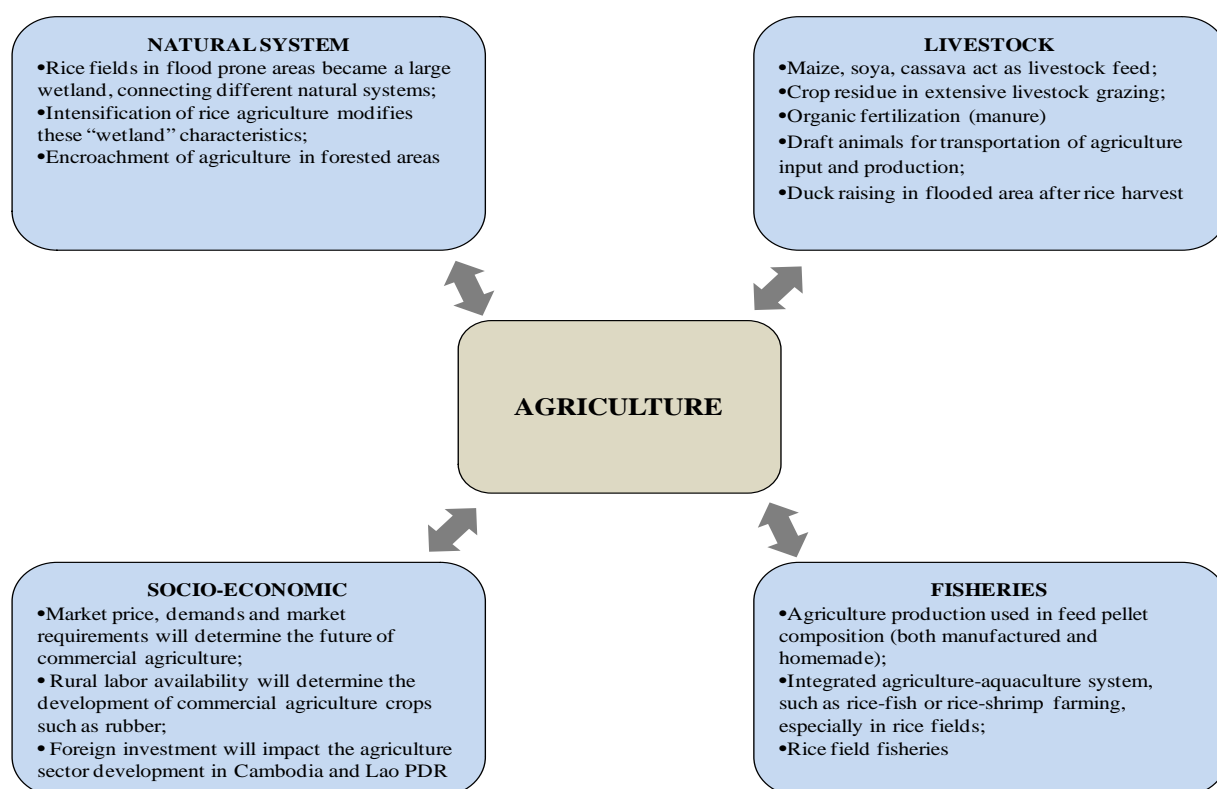 NATURAL SYSTEM
•Rice fields in flood prone areas became a large
wetland, connecting different natural systems;
•Intensification of rice agriculture modifies
these “wetland” characteristics;
•Encroachment of agriculture in forested areas
LIVESTOCK
•Maize, soya, cassava act as livestock feed;
•Crop residue in extensive livestock grazing;
•Organic fertilization (manure)
•Draft animals for transportation of agriculture
input and production;
•Duck raising in flooded area after rice harvest
AGRICULTURE
SOCIO-ECONOMIC
•Market price, demands and market
requirements will determine the future of
commercial agriculture;
• Rural labor availability will determine the
development of commercial agriculture crops
such as rubber;
• Foreign investment will impact the agriculture
sector development in Cambodia and Lao PDR
FISHERIES
•Agriculture production used in feed pellet
composition (both manufactured and
homemade);
•Integrated agriculture-aquaculture system,
such as rice-fish or rice-shrimp farming,
especially in rice fields;
•Rice field fisheries